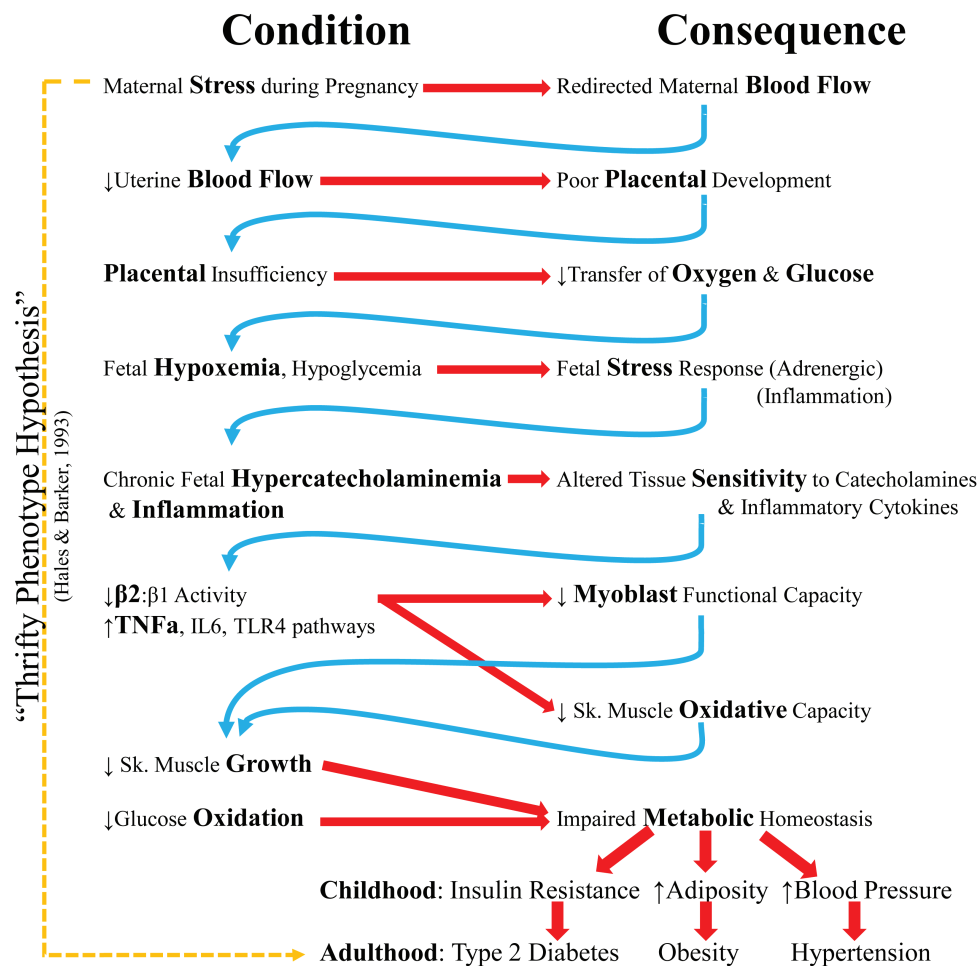 Condition
Consequence
Maternal Stress during Pregnancy
Redirected Maternal Blood Flow
↓Uterine Blood Flow
Poor Placental Development
Placental Insufficiency
↓Transfer of Oxygen & Glucose
Fetal Hypoxemia, Hypoglycemia
Fetal Stress Response (Adrenergic)
(Inflammation)
Chronic Fetal Hypercatecholaminemia
& Inflammation
Altered Tissue Sensitivity to Catecholamines
& Inflammatory Cytokines
↓β2:β1 Activity
↑TNFa, IL6, TLR4 pathways
↓ Myoblast Functional Capacity
↓ Sk. Muscle Oxidative Capacity
↓ Sk. Muscle Growth
↓Glucose Oxidation
Impaired Metabolic Homeostasis
Childhood: Insulin Resistance ↑Adiposity ↑Blood Pressure
Adulthood: Type 2 Diabetes Obesity Hypertension
“Thrifty Phenotype Hypothesis”
(Hales & Barker, 1993)